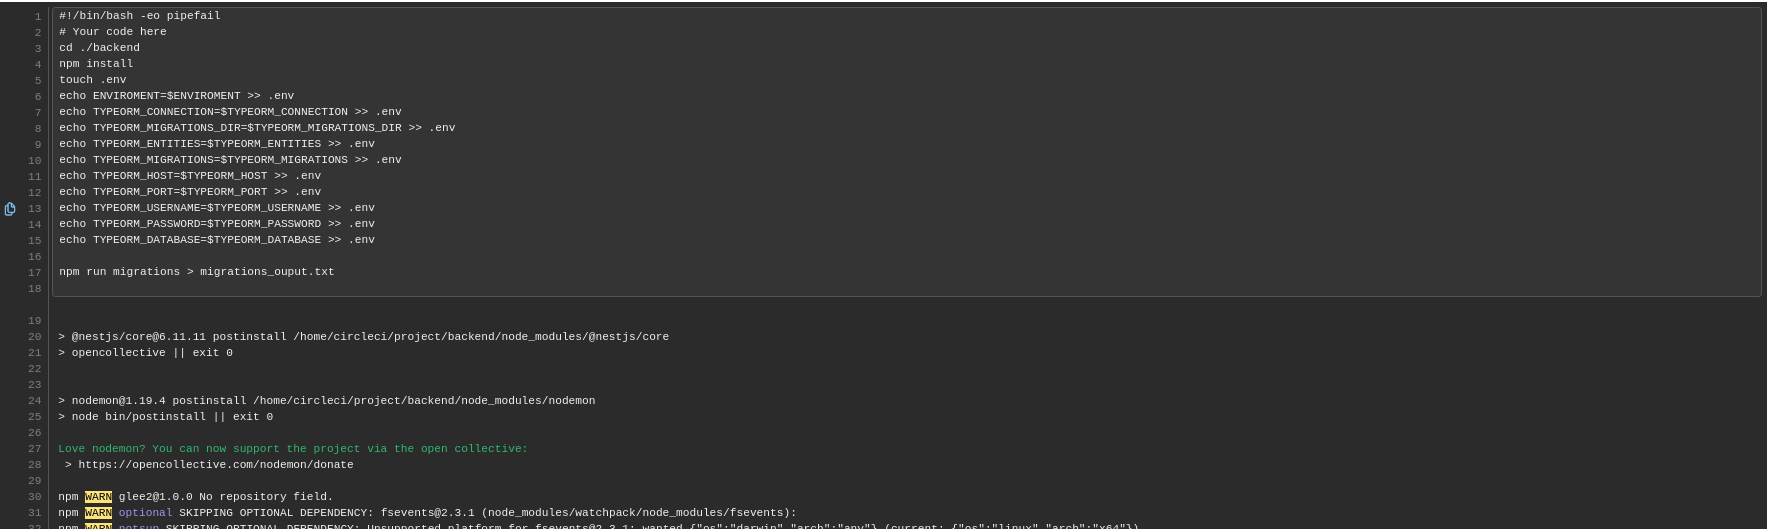 1 #!/bin/bash -eo pipefail
2 # Your code here
3 cd ./backend
4 npm install
5 touch .env
6 echo ENVIROMENT=$ENVIROMENT >> .env
7 echo TYPEORM_CONNECTION=$TYPEORM_CONNECTION >> .env
8 echo TYPEORM_MIGRATIONS_DIR=$TYPEORM_MIGRATIONS_DIR >> .env
9 echo TYPEORM_ENTITIES=$TYPEORM_ENTITIES >> .env
10 echo TYPEORM_MIGRATIONS=$TYPEORM_MIGRATIONS >> .env
11 echo TYPEORM_HOST=$TYPEORM_HOST >> .env
12 echo TYPEORM_PORT=$TYPEORM_PORT >> .env
13 echo TYPEORM_USERNAME=$TYPEORM_USERNAME >> .env
14 echo TYPEORM_PASSWORD=$TYPEORM_PASSWORD >> .env
15 echo TYPEORM_DATABASE=$TYPEORM_DATABASE >> .env
16
17 npm run migrations > migrations_ouput.txt
18
19
20 > @nestjs/core@6.11.11 postinstall /home/circleci/project/backend/node_modules/@nestjs/core
21 > opencollective || exit 0
22
23
24 > nodemon@1.19.4 postinstall /home/circleci/project/backend/node_modules/nodemon
25 > node bin/postinstall || exit 0
26
27 Love nodemon? You can now support the project via the open collective:
28 > https://opencollective.com/nodemon/donate
29
30 npm WARN glee2@1.0.0 No repository field.
31 npm WARN optional SKIPPING OPTIONAL DEPENDENCY: fsevents@2.3.1 (node_modules/watchpack/node_modules/fsevents):
32 npm WARN notsup SKIPPING OPTIONAL DEPENDENCY: Unsupported platform for fsevents@2.3.1: wanted {"os":"darwin","arch":"any"} (current: {"os":"linux","arch":"x64"})